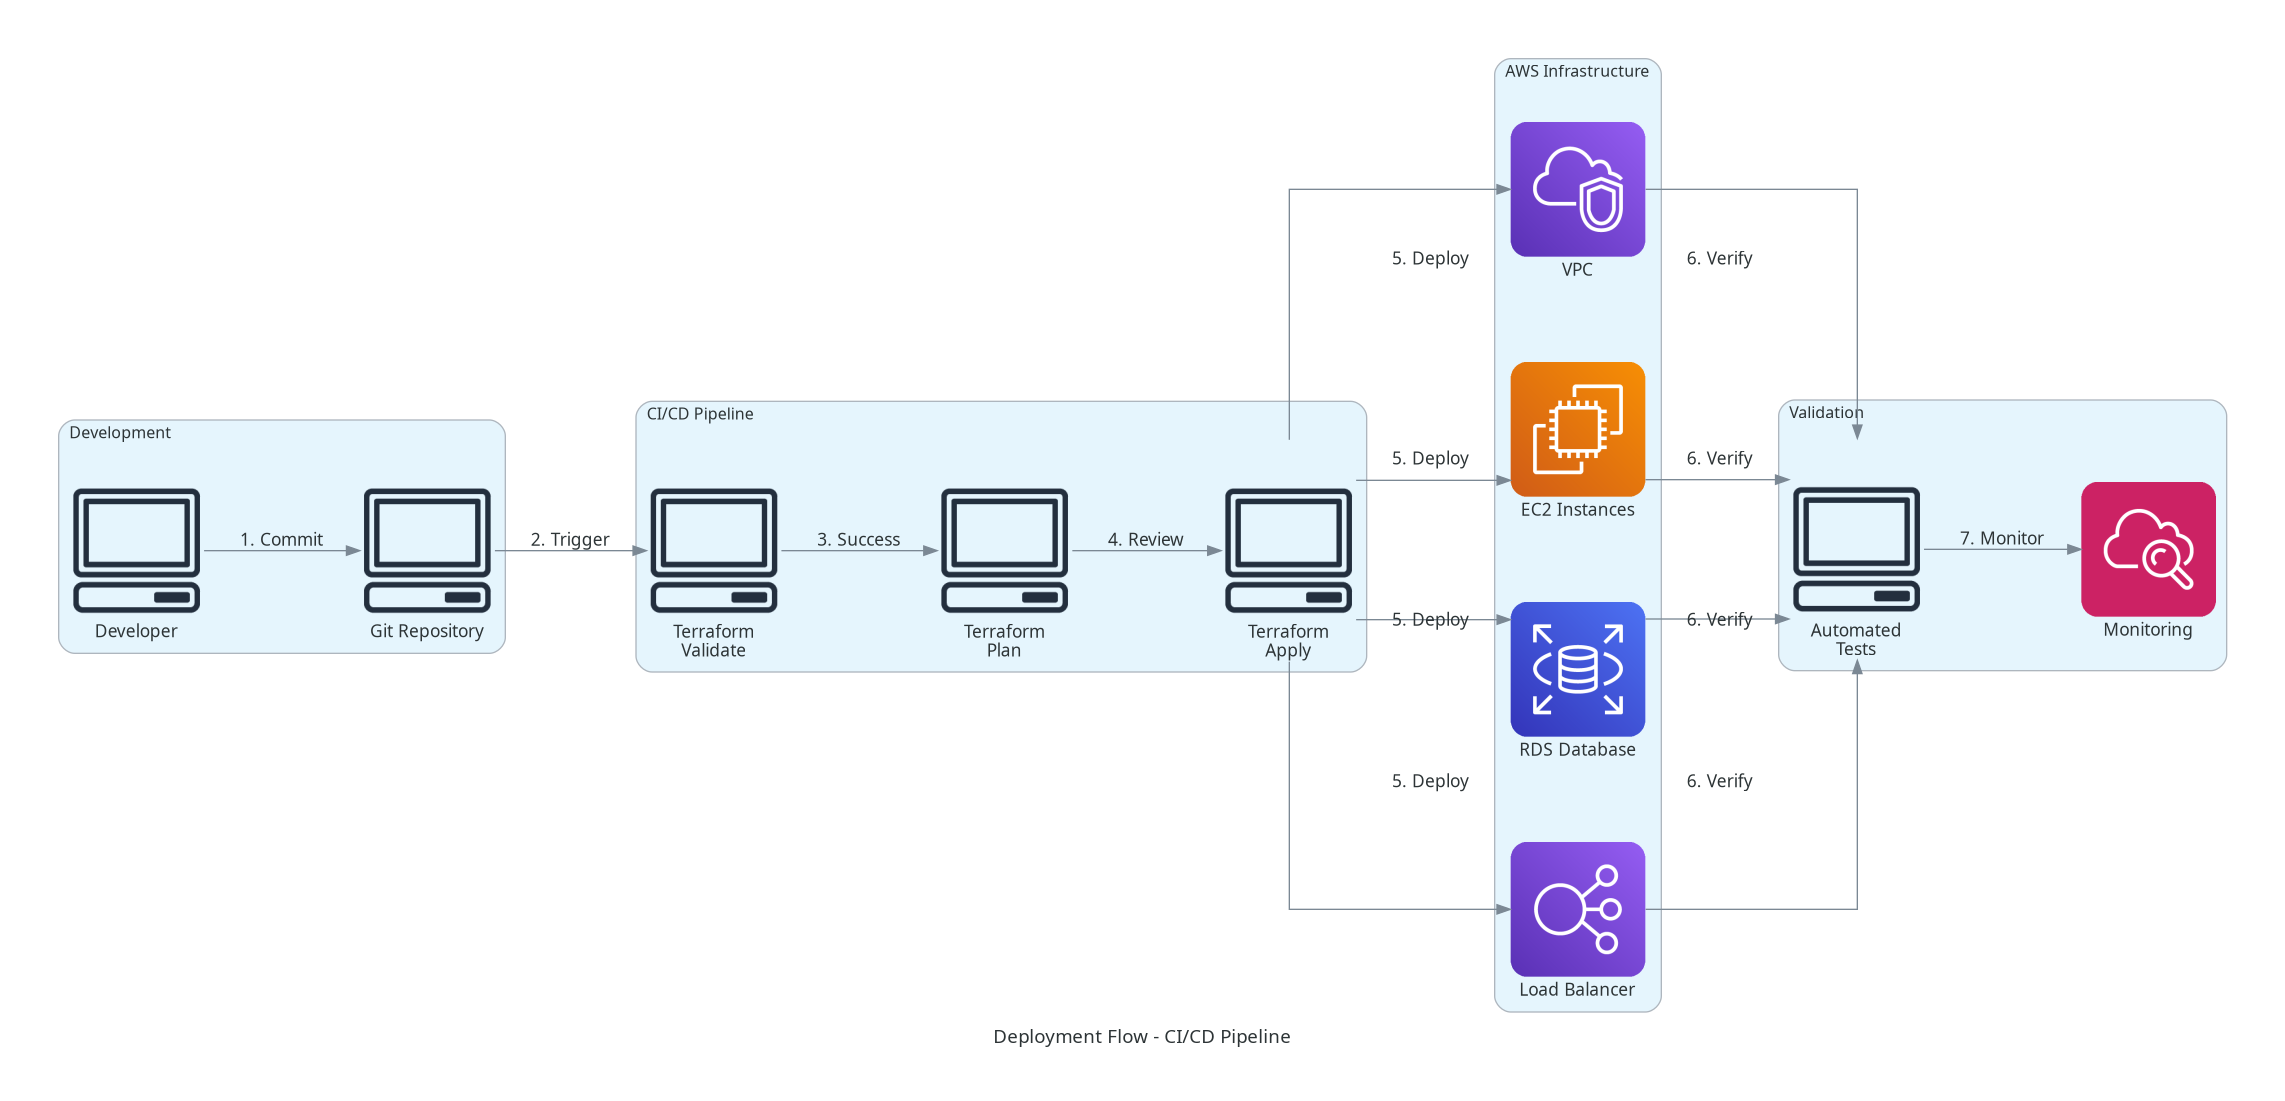 AWS Infrastructure
VPC
5. Deploy
6. Verify
Development
CI/CD Pipeline
Validation
5. Deploy
6. Verify
EC2 Instances
1. Commit
2. Trigger
3. Success
4. Review
7. Monitor
Developer
Git Repository
Terraform
Validate
Terraform
Plan
Terraform
Apply
5. Deploy
6. Verify
Automated
Tests
Monitoring
RDS Database
5. Deploy
6. Verify
Load Balancer
Deployment Flow - CI/CD Pipeline